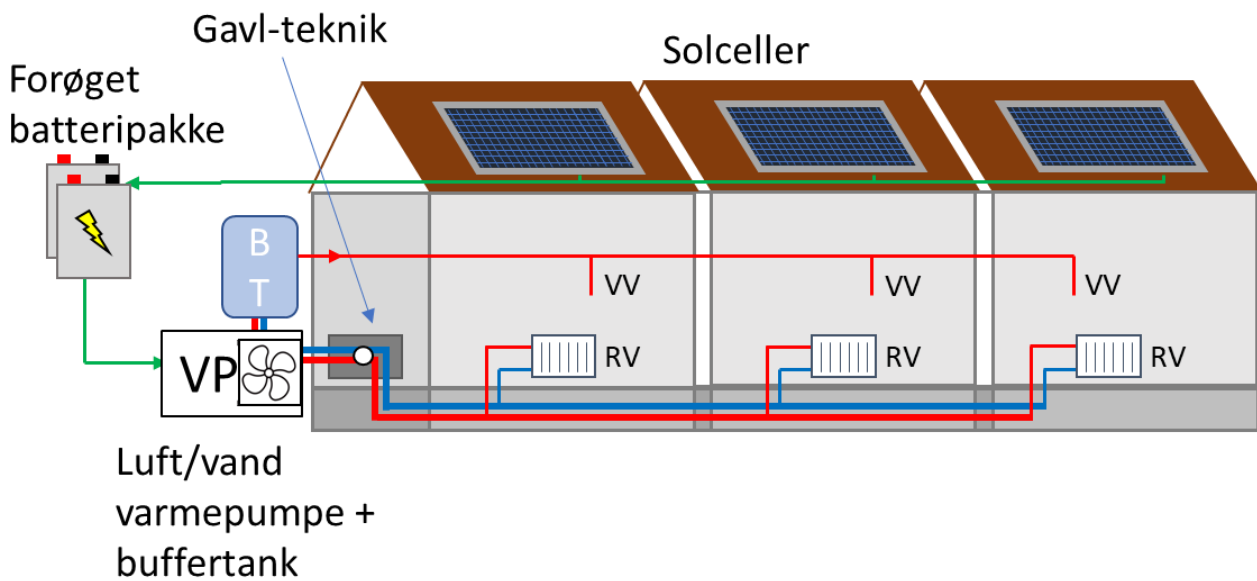 Gavl-teknik
Solceller
Forøget
batteripakke
B
T
VV
VV
VV
VP
RV
RV
RV
Luft/vand
varmepumpe +
buffertank